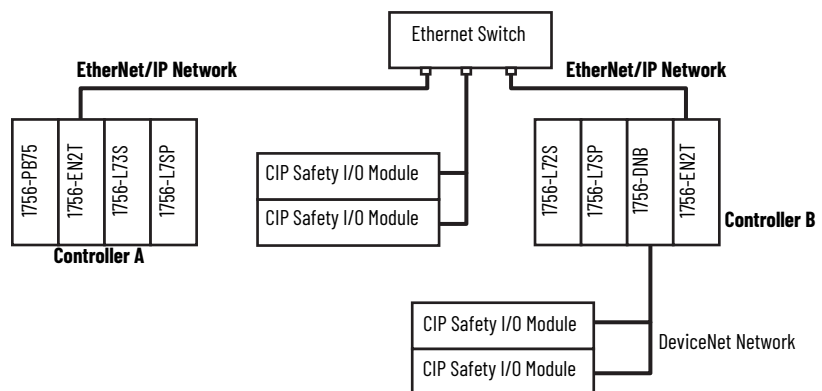 Ethernet Switch
EtherNet/IP Network
EtherNet/IP Network
1756-PB75
1756-EN2T
1756-L73S
1756-L7SP
Controller A
CIP Safety I/O Module
CIP Safety I/O Module
1756-L72S
1756-L7SP
1756-DNB
1756-EN2T
Controller B
CIP Safety I/O Module
CIP Safety I/O Module
DeviceNet Network